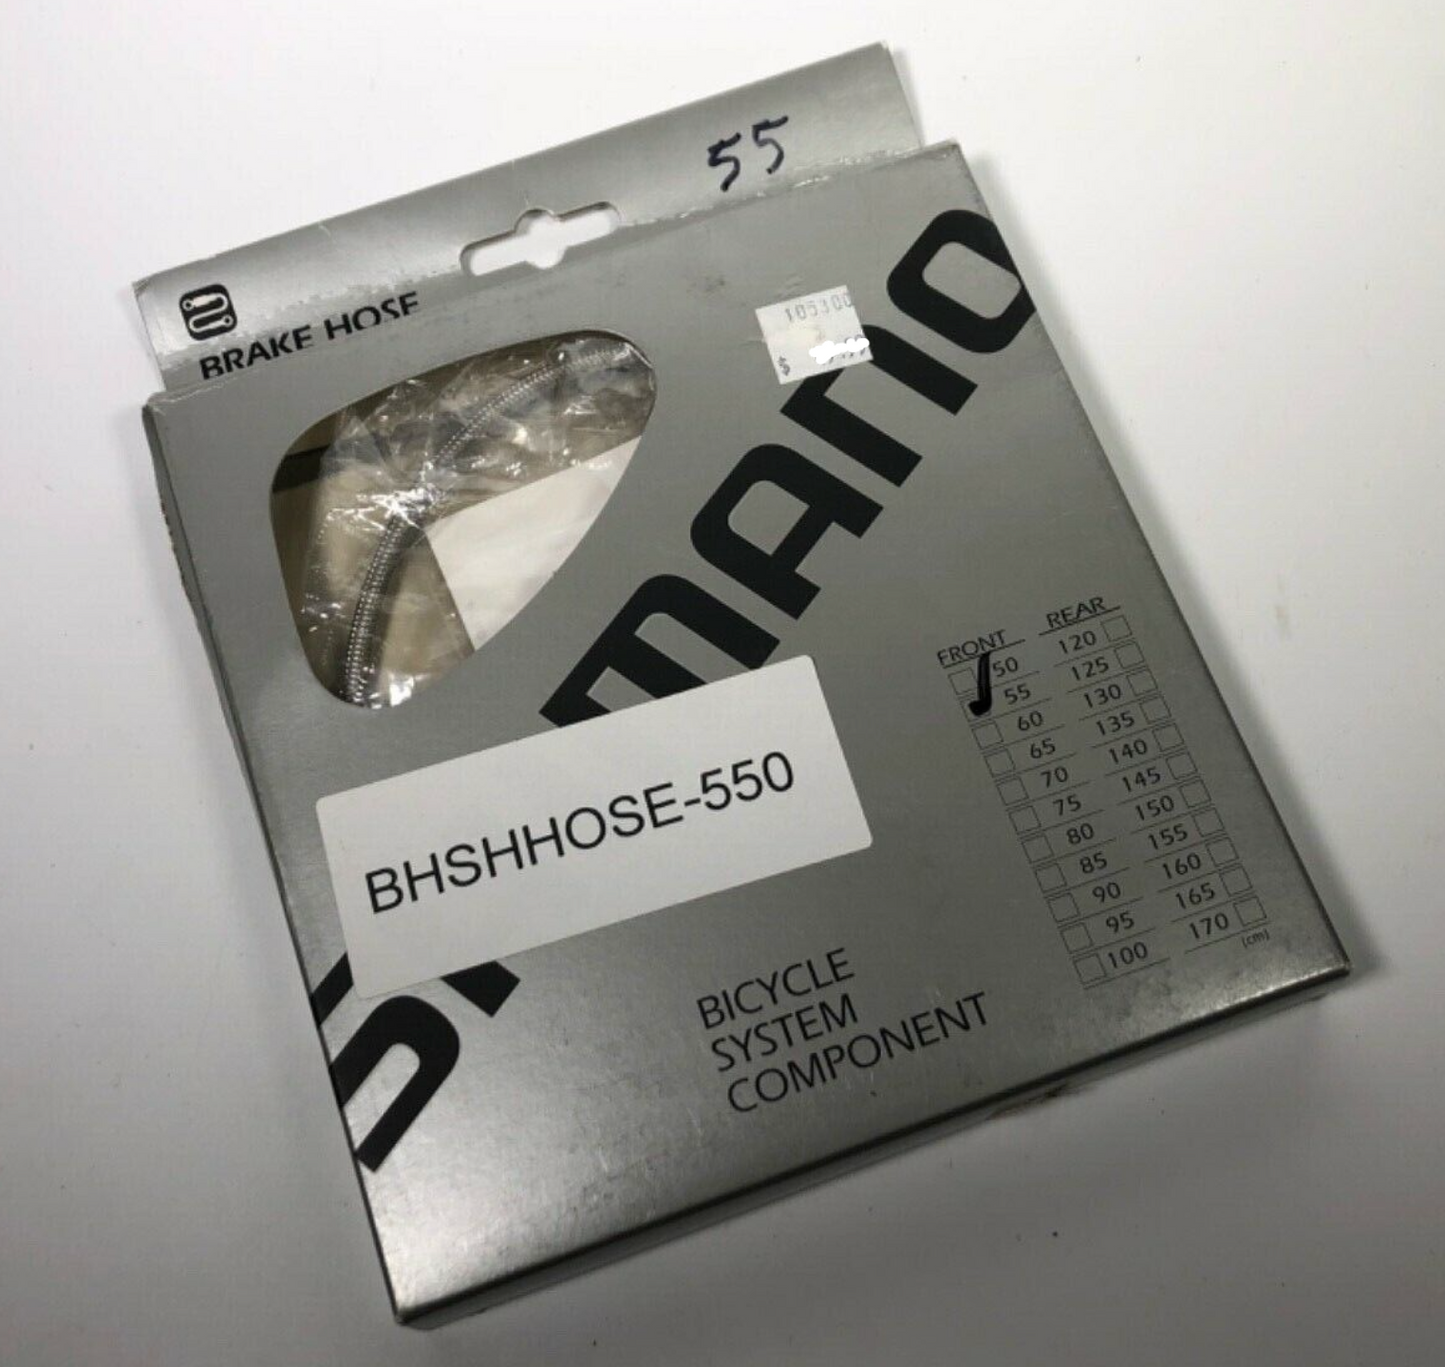 55
BRAKE HOSE
105300
$
SHIMANO
BHSHHOSE-550
FRONT REAR
50 120
55 125
60 130
65 135
70 140
75 145
80 150
85 155
90 160
95 165
100 170
(cm)
BICYCLE
SYSTEM
COMPONENT